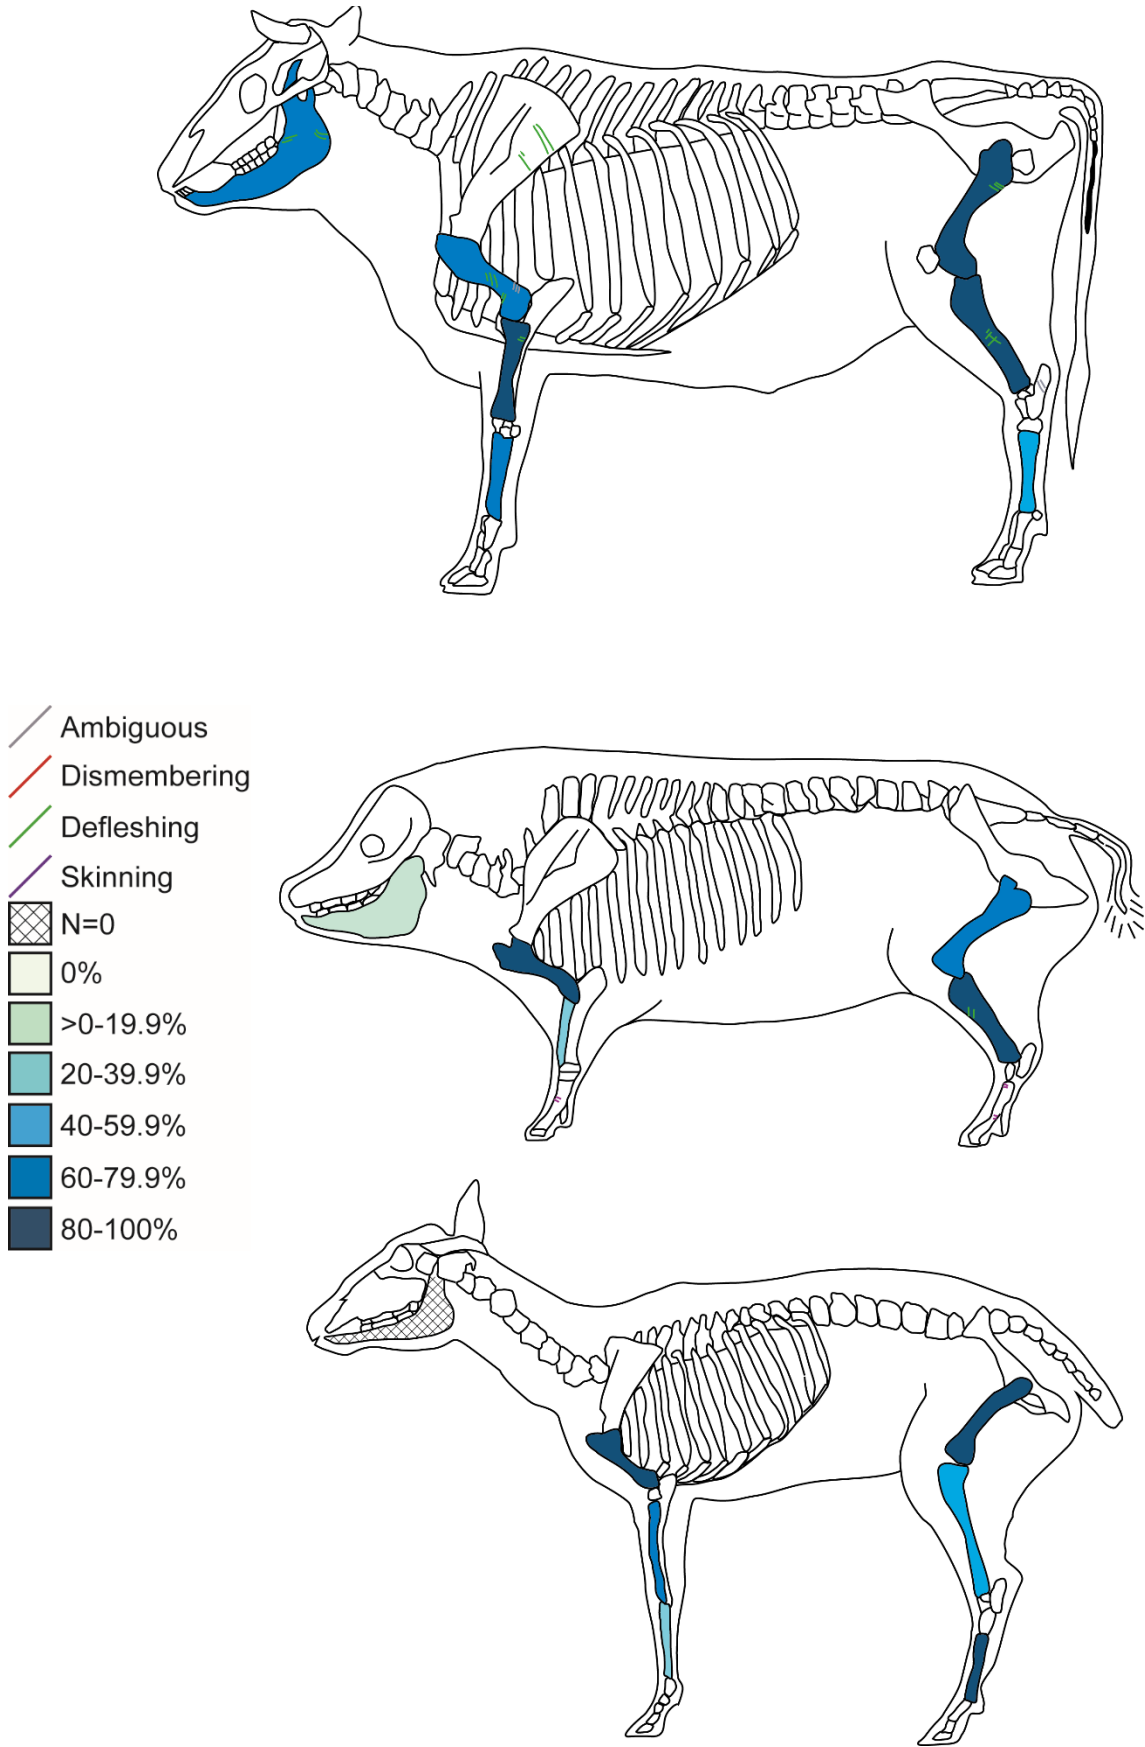 Ambiguous
Dismembering
Defleshing
Skinning
N=0
0%
>0-19.9%
20-39.9%
40-59.9%
60-79.9%
80-100%